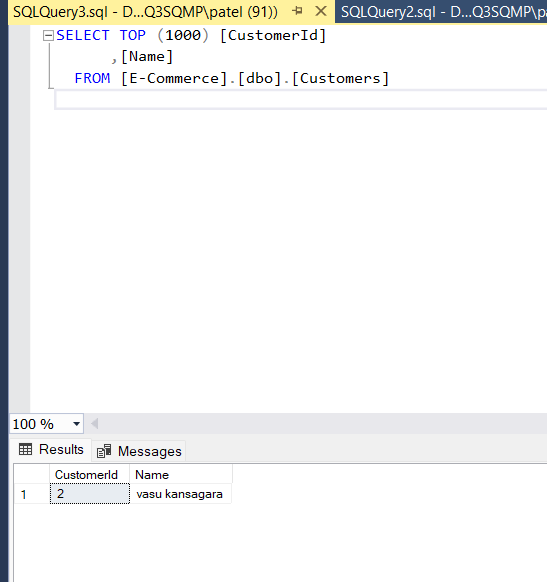 SQLQuery3.sql - D...Q3SQMP\patel (91)) SQLQuery2.sql - D...Q3SQMP\pa
SELECT TOP (1000) [CustomerId]
,[Name]
FROM [E-Commerce].[dbo].[Customers]
100 %
Results Messages
CustomerId Name
1 2 vasu kansagara